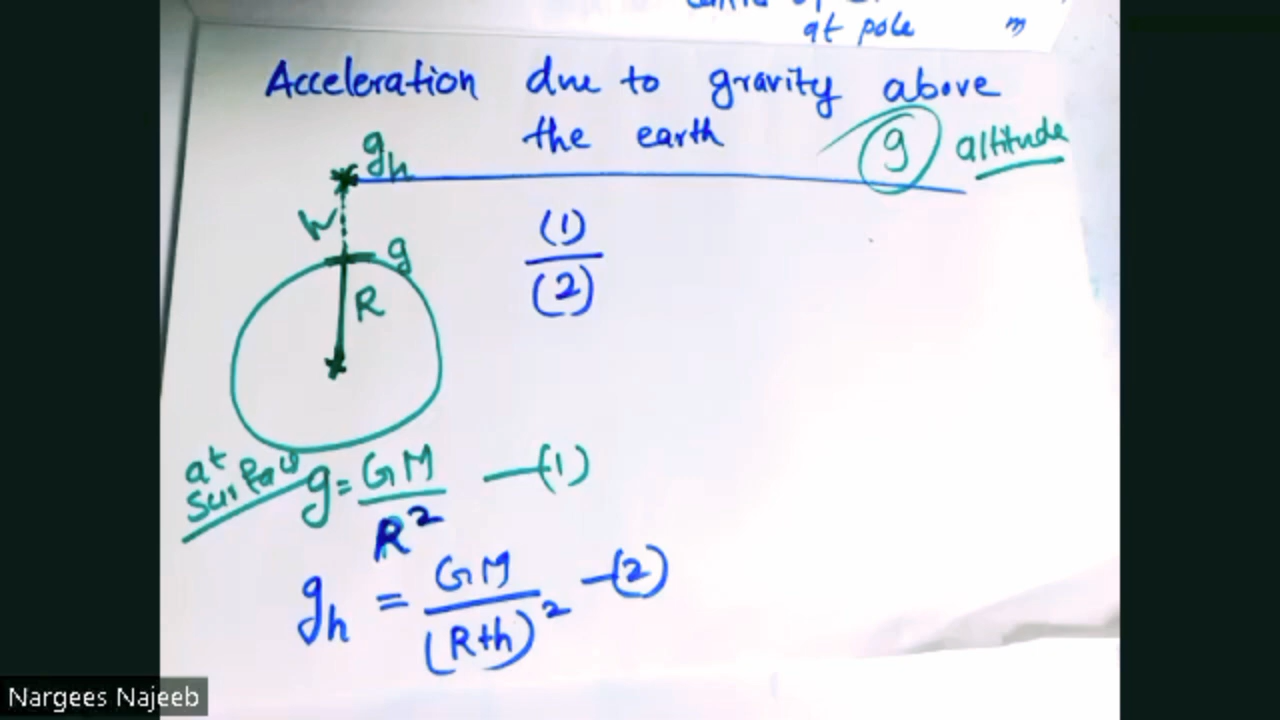 at pole m
Acceleration due to gravity above
the earth
g altitude
gh
h
g
R
(1)
(2)
at
surface g = GM — (1)
R²
gh = GM — (2)
(R+h)²
Nargees Najeeb